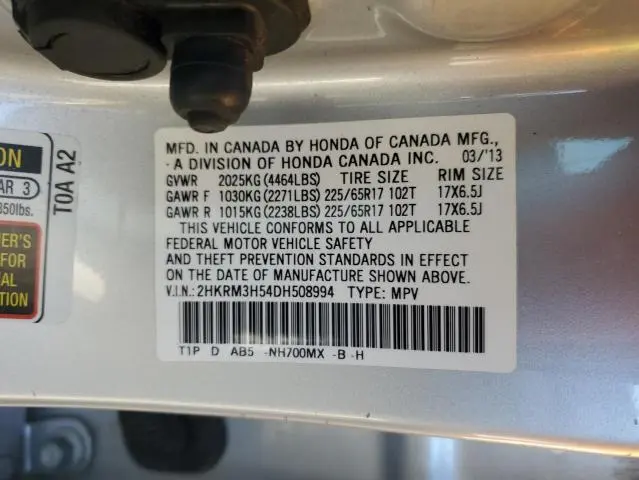 MFD. IN CANADA BY HONDA OF CANADA MFG.,
- A DIVISION OF HONDA CANADA INC. 03/'13
GVWR 2025KG(4464LBS) TIRE SIZE RIM SIZE
GAWR F 1030KG(2271LBS) 225/65R17 102T 17X6.5J
GAWR R 1015KG(2238LBS) 225/65R17 102T 17X6.5J
THIS VEHICLE CONFORMS TO ALL APPLICABLE
FEDERAL MOTOR VEHICLE SAFETY
AND THEFT PREVENTION STANDARDS IN EFFECT
ON THE DATE OF MANUFACTURE SHOWN ABOVE.
V.I.N.:2HKRM3H54DH508994 TYPE: MPV
T1P D AB5 -NH700MX -B -H
ON
AR 3
350lbs.
ER'S
FOR
AL
ON
T0A A2